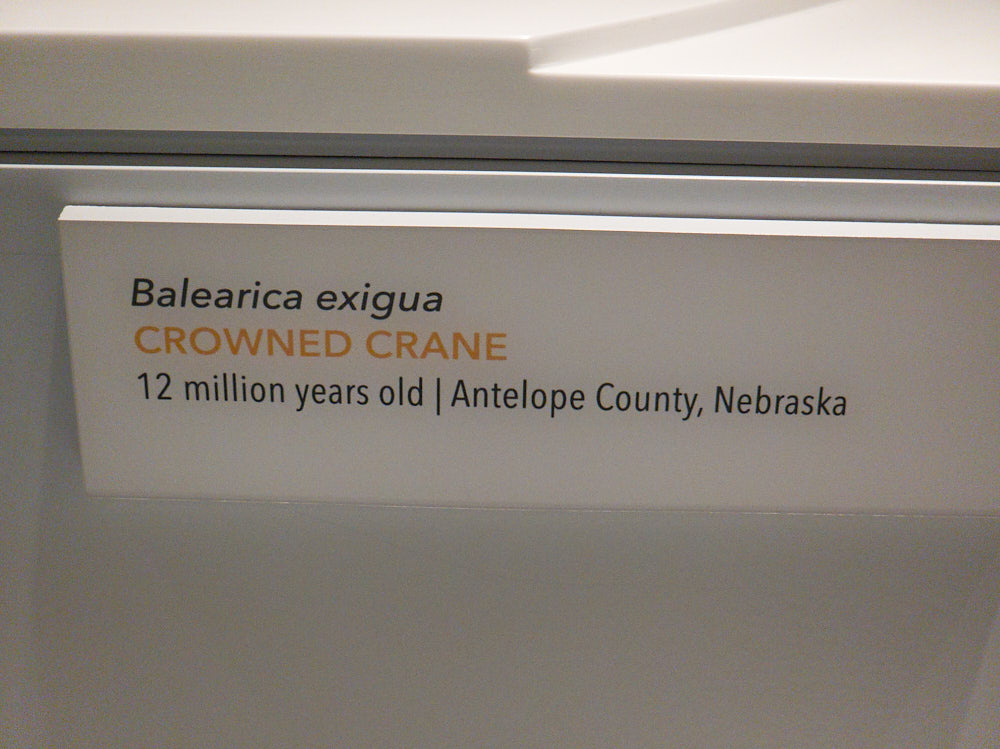 Balearica exigua
CROWNED CRANE
12 million years old | Antelope County, Nebraska